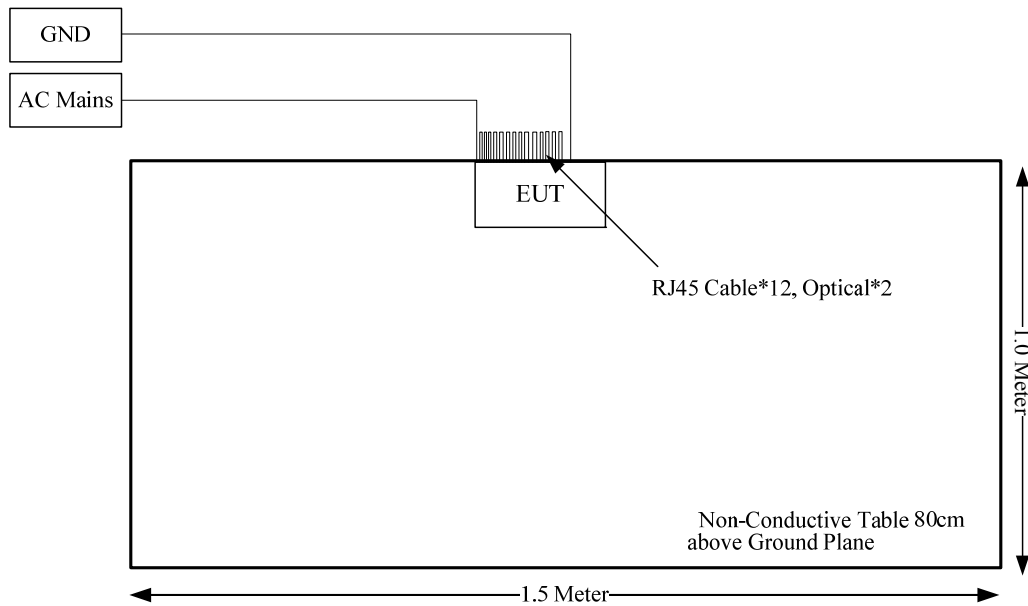 GND
AC Mains
EUT
RJ45 Cable*12, Optical*2
1.0 Meter
Non-Conductive Table 80cm
above Ground Plane
1.5 Meter